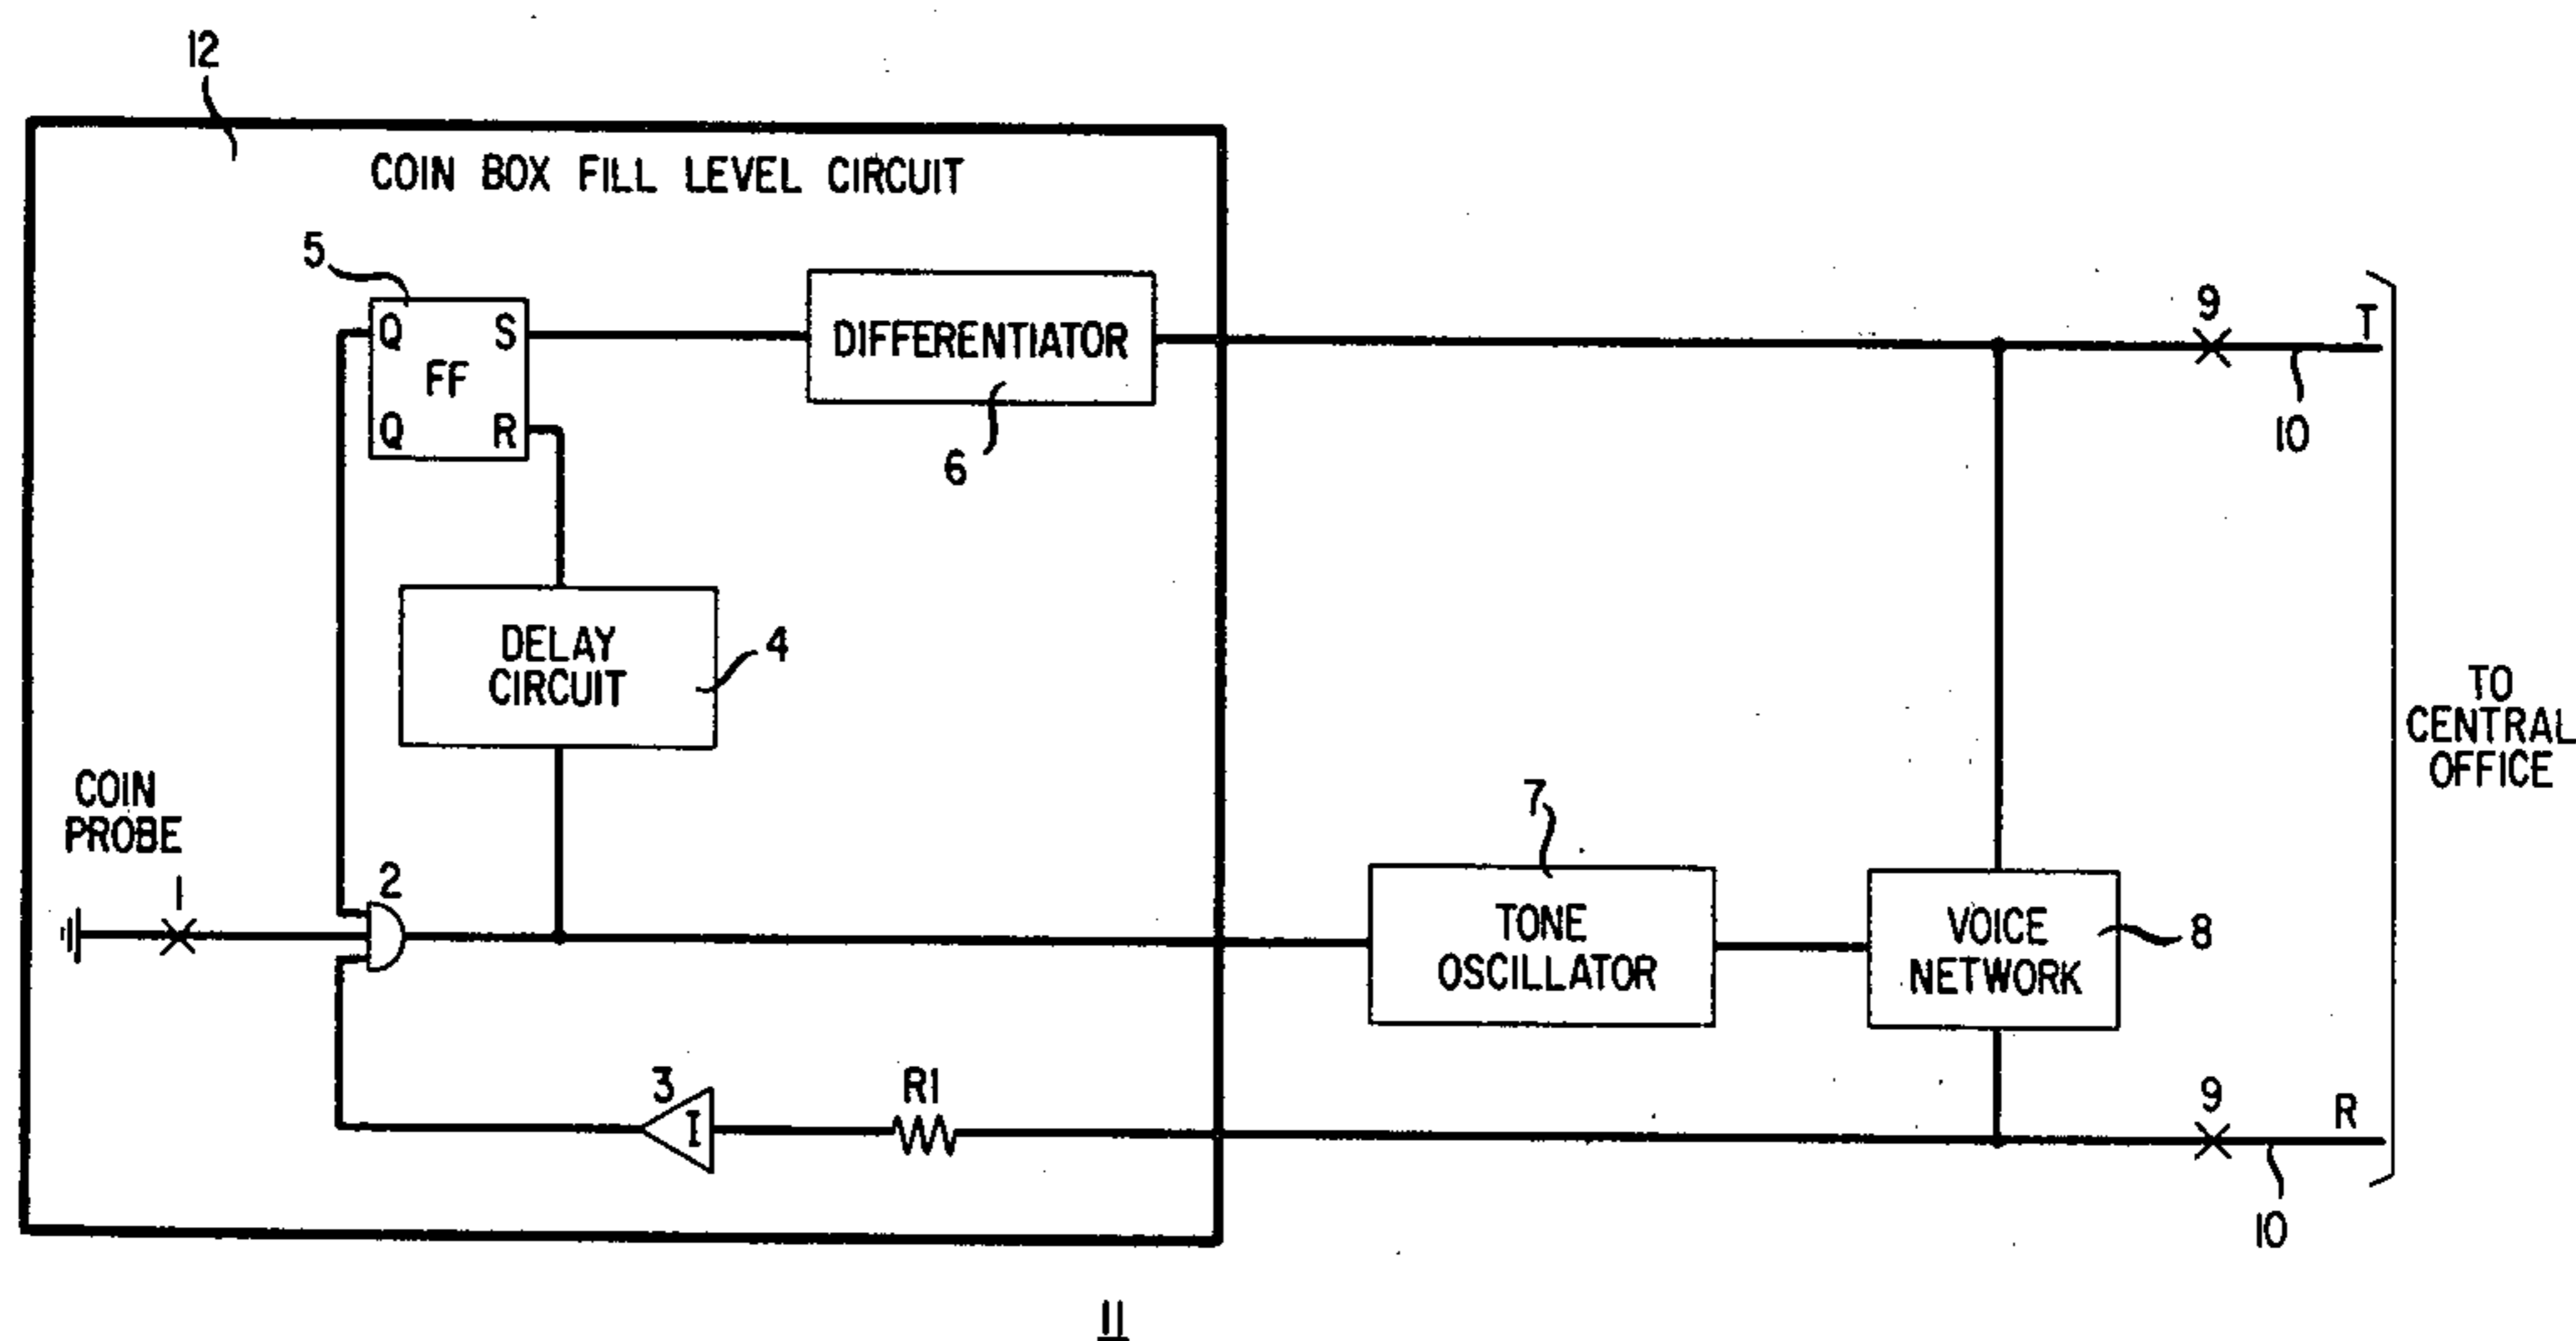 12
COIN BOX FILL LEVEL CIRCUIT
5
Q S
FF
Q R
DIFFERENTIATOR
6
9
T
10
DELAY
CIRCUIT
4
TO
CENTRAL
OFFICE
COIN
PROBE
1
2
7
TONE
OSCILLATOR
VOICE
NETWORK
8
3
I
R1
9
R
10
11